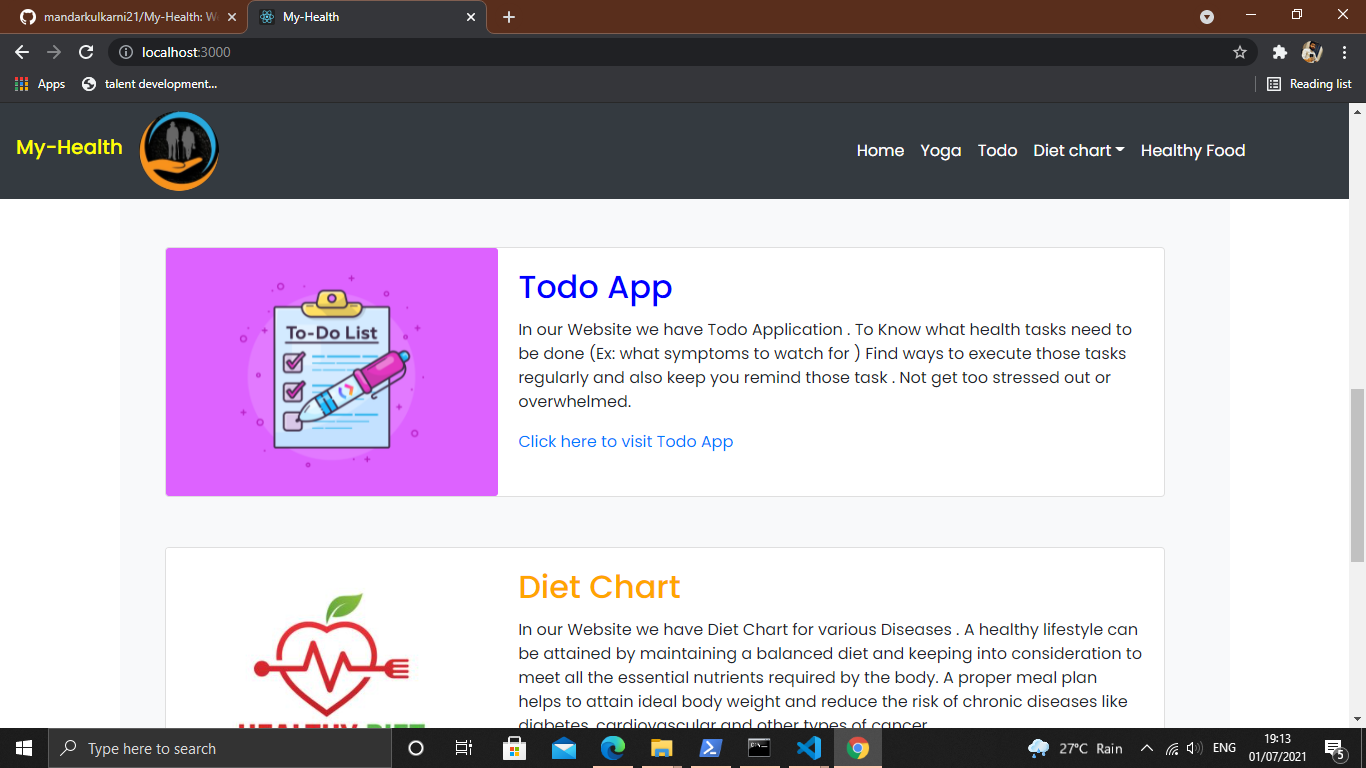 mandarkulkarni21/My-Health: W
My-Health
localhost:3000
Apps
talent development...
Reading list
My-Health
Home
Yoga
Todo
Diet chart
Healthy Food
To-Do List
Todo App
In our Website we have Todo Application . To Know what health tasks need to
be done (Ex: what symptoms to watch for ) Find ways to execute those tasks
regularly and also keep you remind those task . Not get too stressed out or
overwhelmed.
Click here to visit Todo App
Diet Chart
In our Website we have Diet Chart for various Diseases . A healthy lifestyle can
be attained by maintaining a balanced diet and keeping into consideration to
meet all the essential nutrients required by the body. A proper meal plan
helps to attain ideal body weight and reduce the risk of chronic diseases like
diabetes, cardiovascular and other types of cancer
HEALTHY DIET
Type here to search
27°C Rain
ENG
19:13
01/07/2021
5